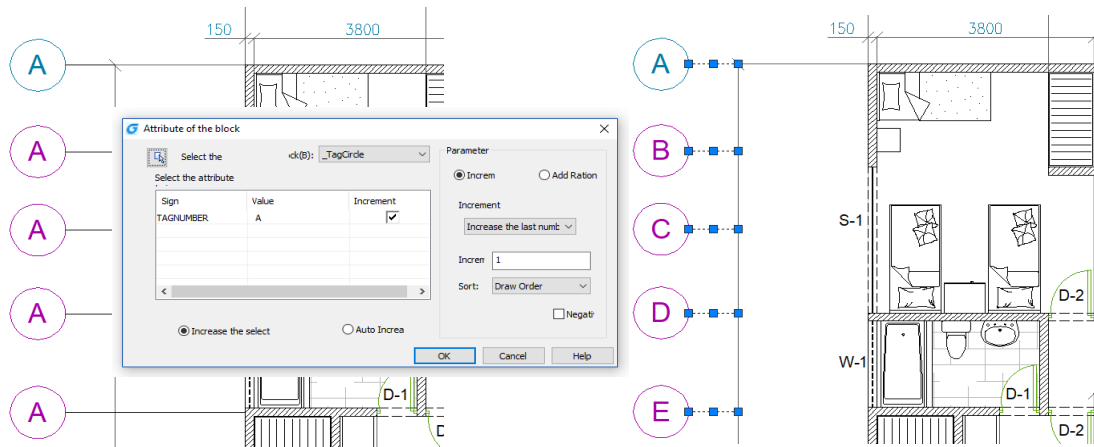 150 3800
A
A
A
A
A
Attribute of the block
Select the
ck(B): _TagCircle
Select the attribute
Sign Value Increment
TAGNUMBER A
Increase the select
Auto Increa
Parameter
Increm
Add Ration
Increment
Increase the last numb
Increm 1
Sort: Draw Order
Negati
OK Cancel Help
D-1
D
150 3800
A
B
C
D
E
S-1
D-2
W-1
D-1
D-2